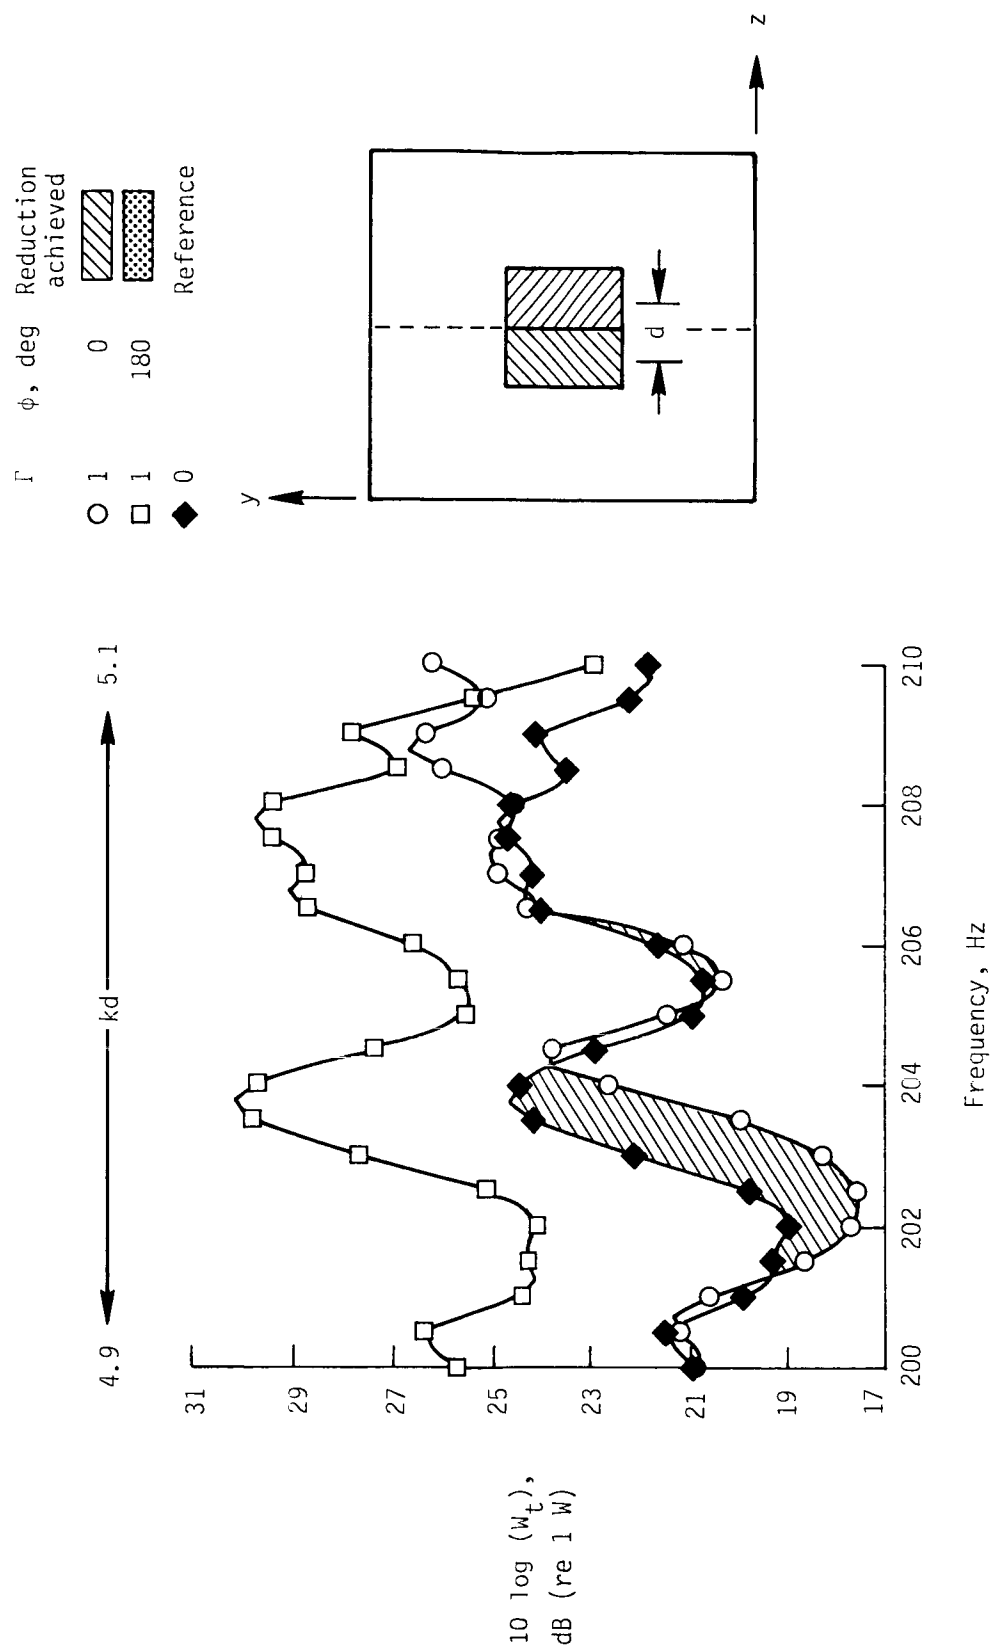 Γ ϕ, deg Reduction
achieved
1 0
1 180
0 Reference
4.9 kd 5.1
31
29
27
25
23
21
19
17
10 log (Wt),
dB (re 1 W)
200 202 204 206 208 210
Frequency, Hz
y
d
z